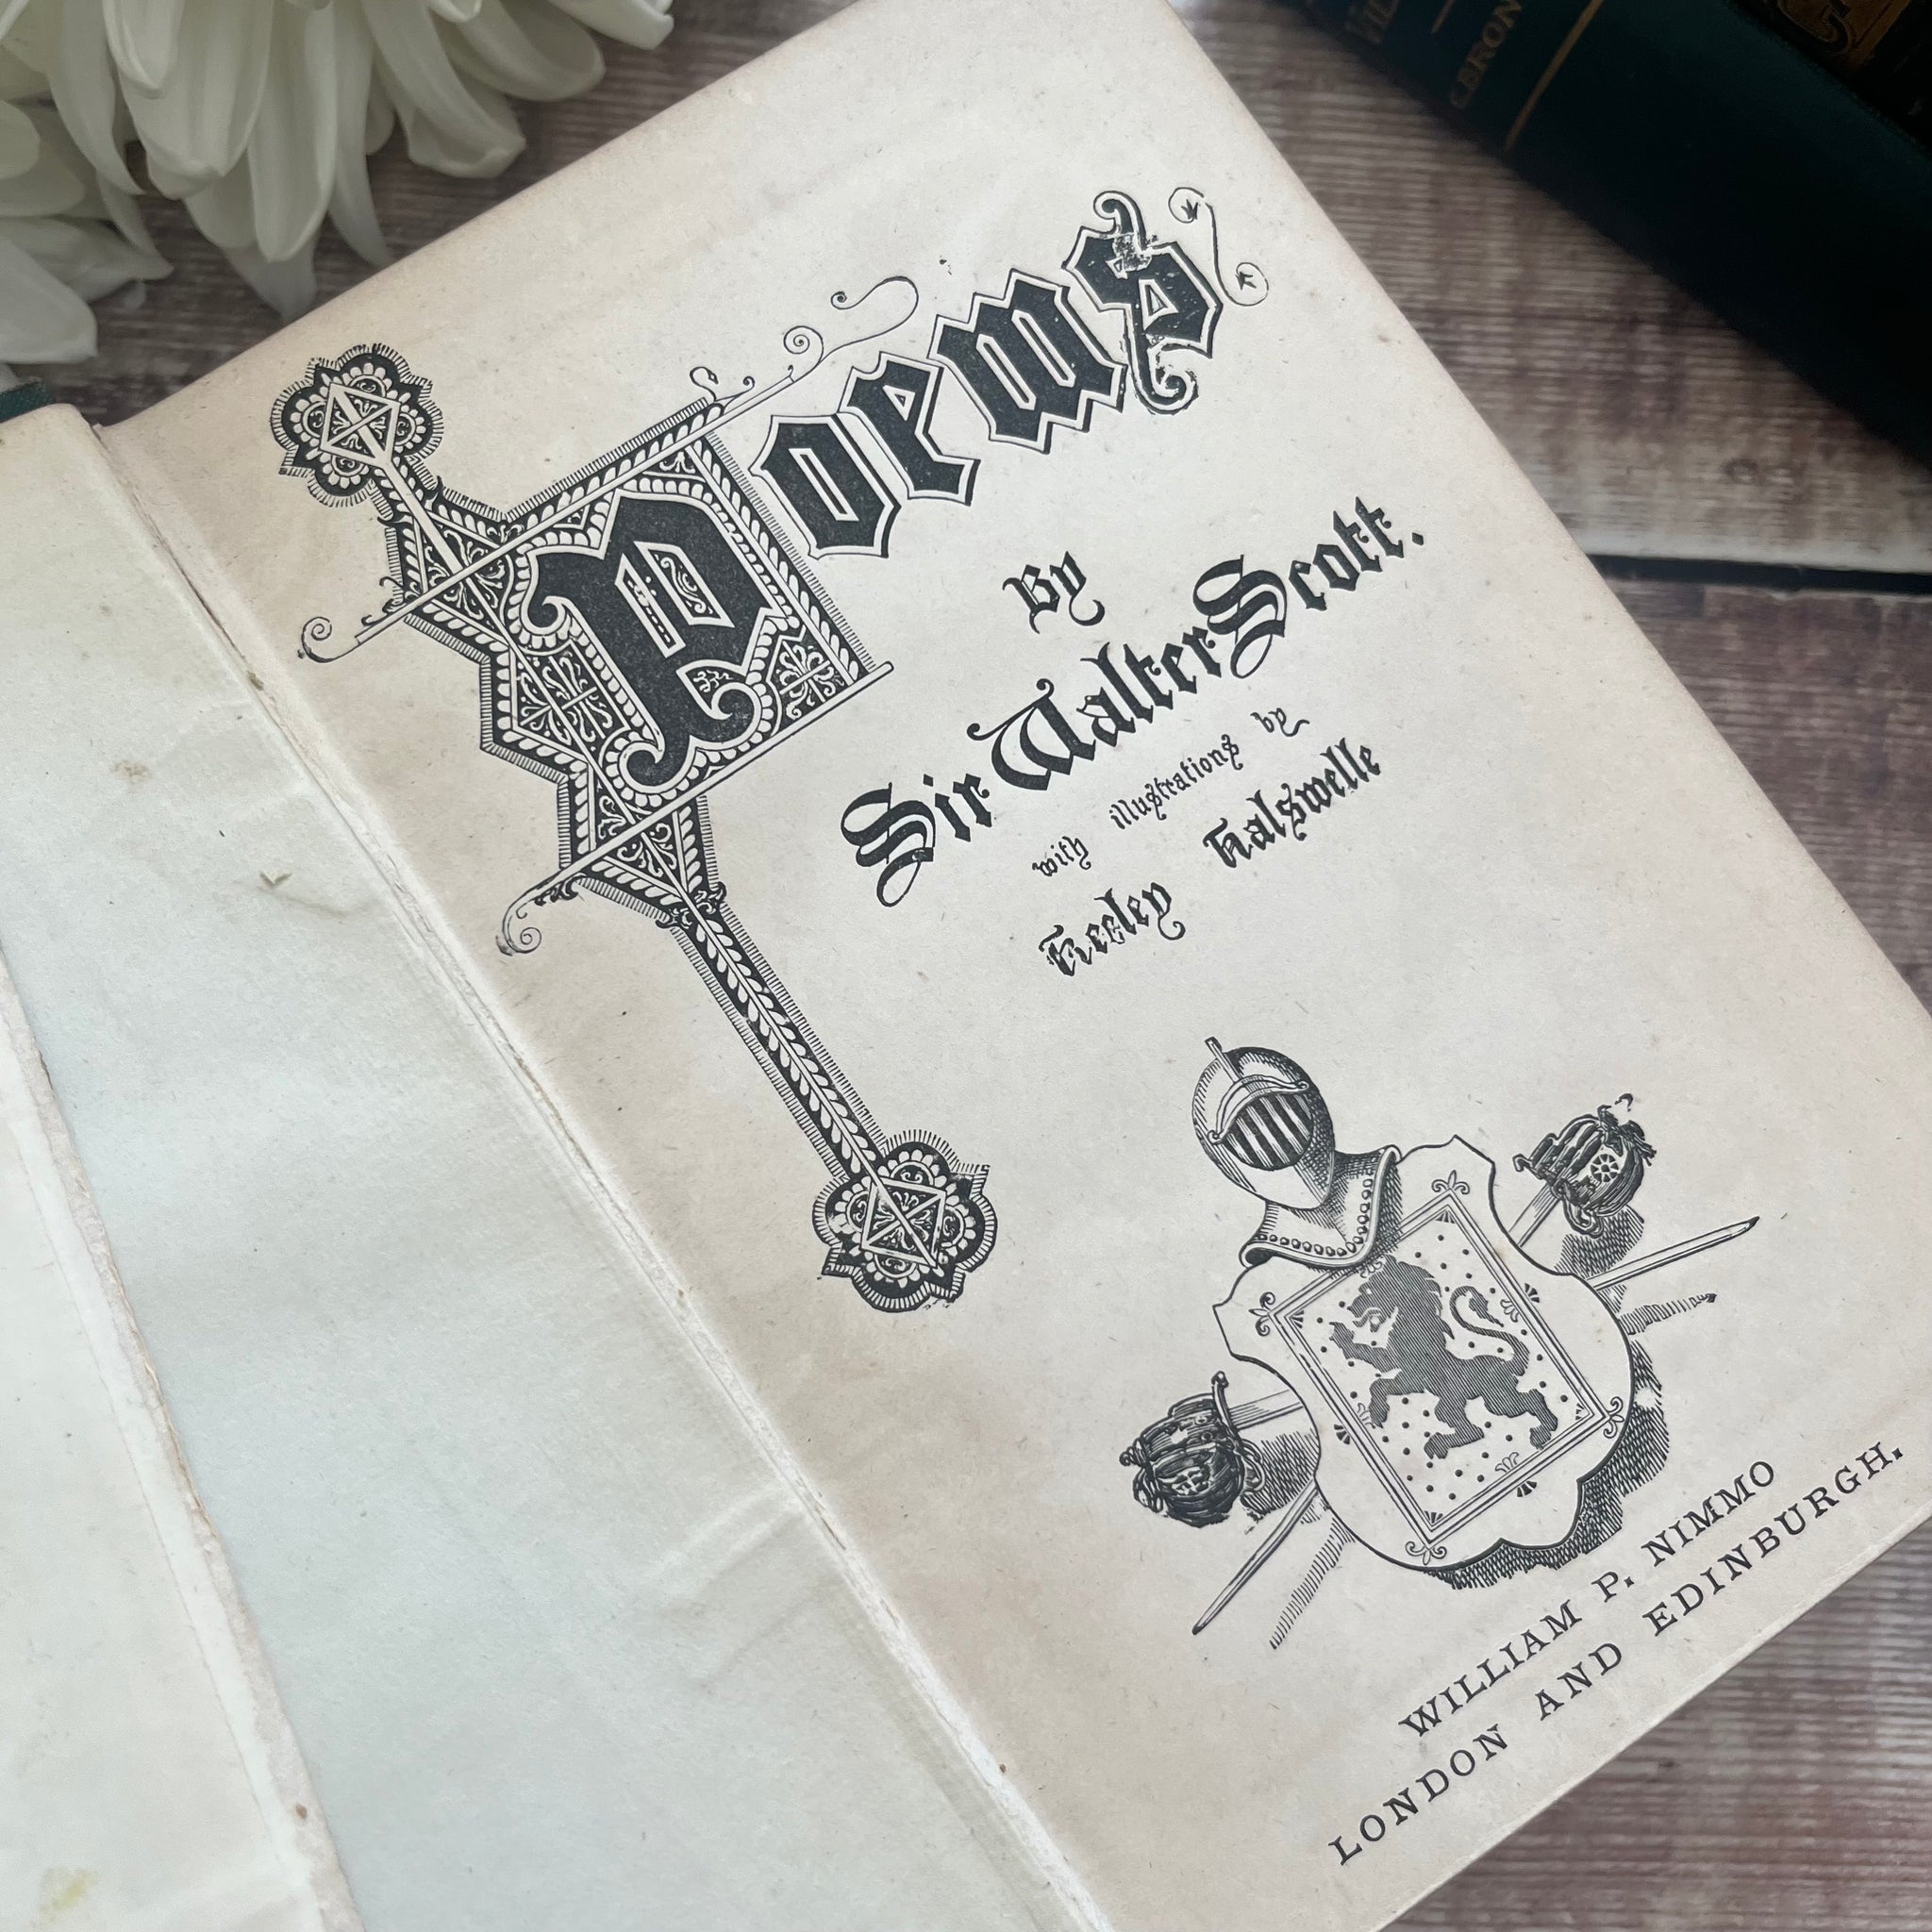 Poems
By
Sir Walter Scott.
with illustrations by
Keeley Halswelle
WILLIAM P. NIMMO
LONDON AND EDINBURGH.